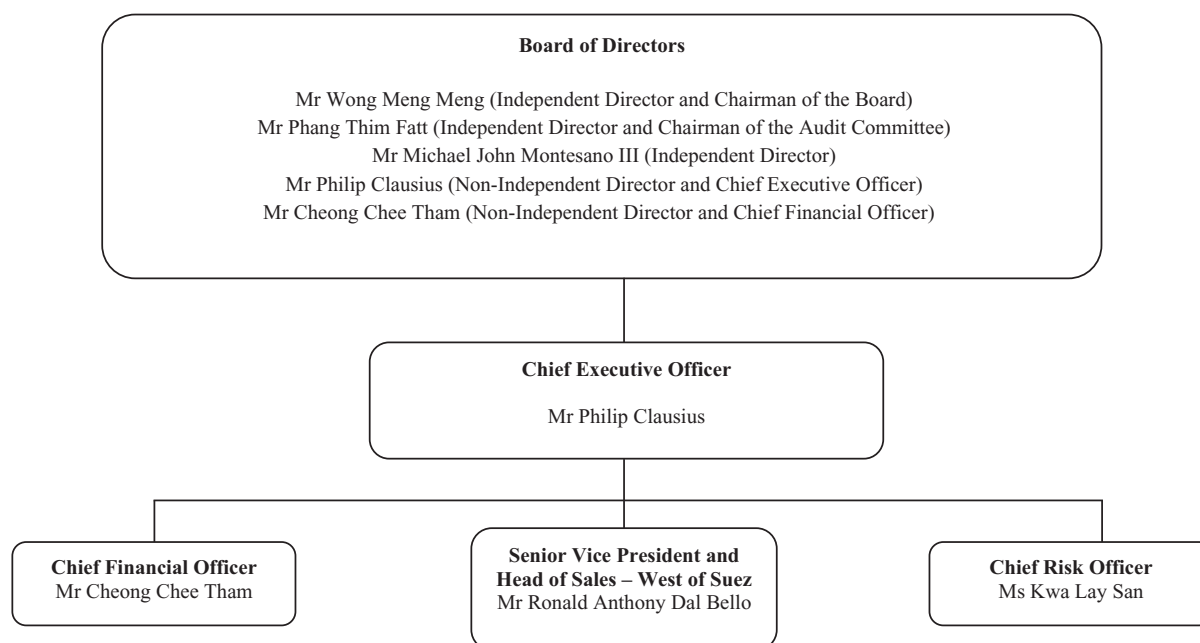 Board of Directors
Mr Wong Meng Meng (Independent Director and Chairman of the Board)
Mr Phang Thim Fatt (Independent Director and Chairman of the Audit Committee)
Mr Michael John Montesano III (Independent Director)
Mr Philip Clausius (Non-Independent Director and Chief Executive Officer)
Mr Cheong Chee Tham (Non-Independent Director and Chief Financial Officer)
Chief Executive Officer
Mr Philip Clausius
Chief Financial Officer
Mr Cheong Chee Tham
Senior Vice President and
Head of Sales – West of Suez
Mr Ronald Anthony Dal Bello
Chief Risk Officer
Ms Kwa Lay San